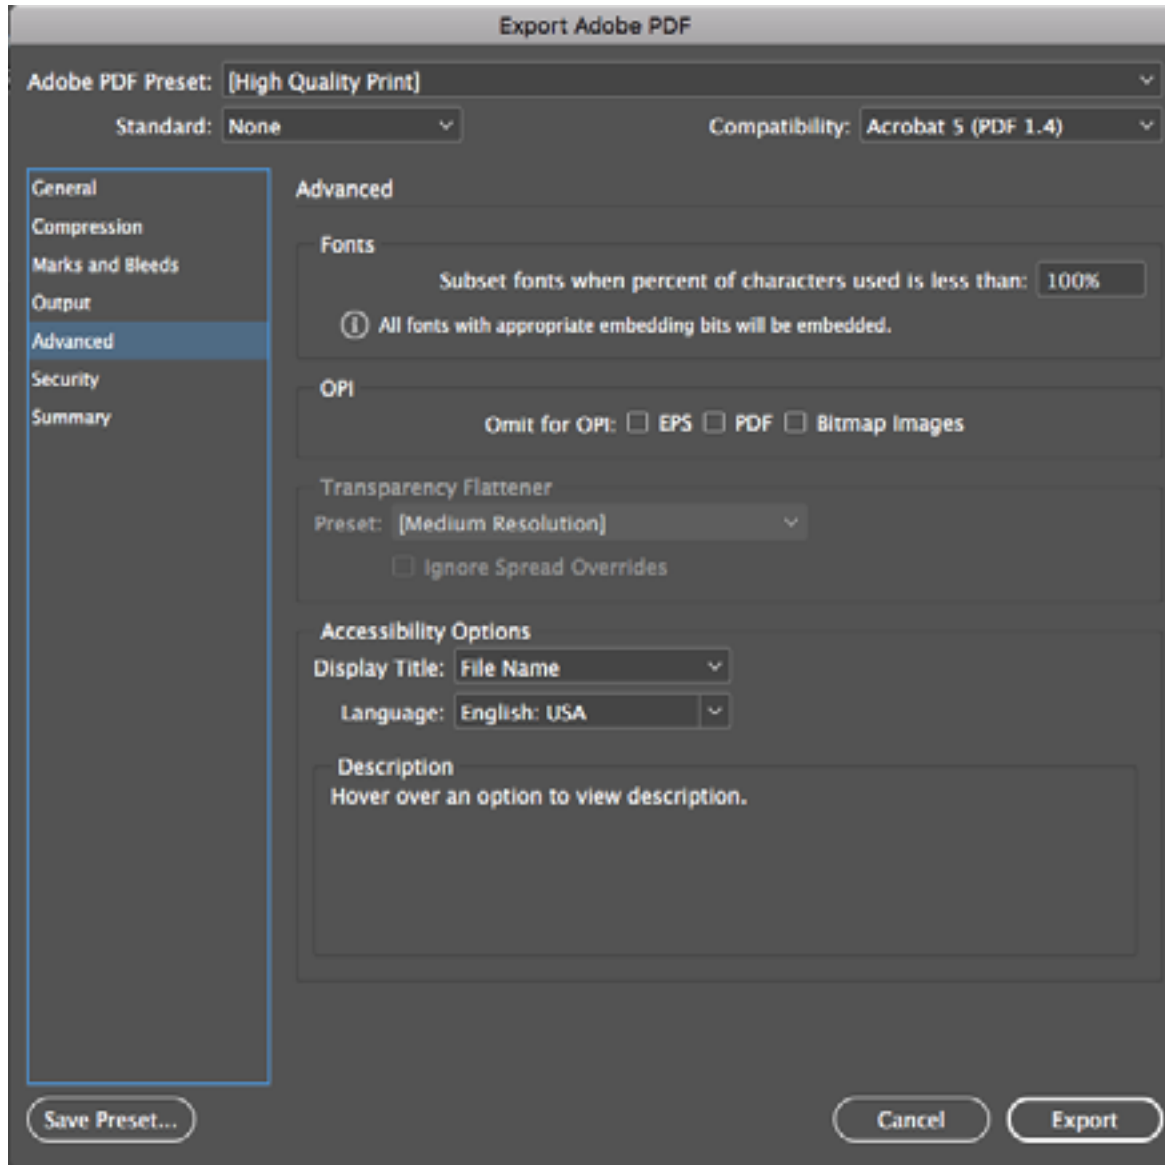 Export Adobe PDF
Adobe PDF Preset: [High Quality Print]
Standard: None Compatibility: Acrobat 5 (PDF 1.4)
General
Compression
Marks and Bleeds
Output
Advanced
Security
Summary
Advanced
Fonts
Subset fonts when percent of characters used is less than: 100%
All fonts with appropriate embedding bits will be embedded.
OPI
Omit for OPI: EPS PDF Bitmap Images
Transparency Flattener
Preset: [Medium Resolution]
Ignore Spread Overrides
Accessibility Options
Display Title: File Name
Language: English: USA
Description
Hover over an option to view description.
Save Preset... Cancel Export